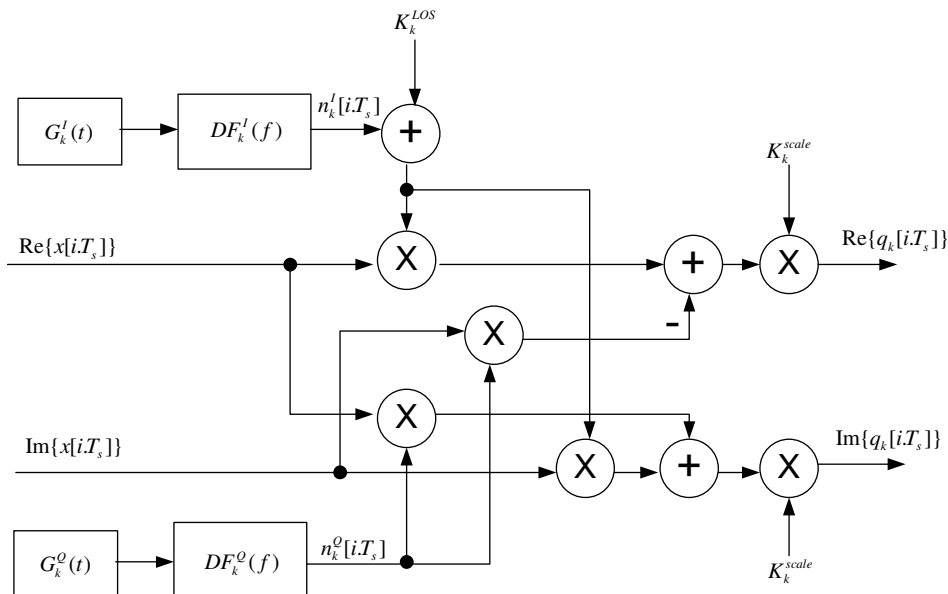 K_k^{LOS}
G_k^I(t)
DF_k^I(f)
n_k^I[i.T_s]
+
K_k^{scale}
Re{x[i.T_s]}
X
+
X
Re{q_k[i.T_s]}
-
X
X
Im{x[i.T_s]}
X
+
X
Im{q_k[i.T_s]}
G_k^Q(t)
DF_k^Q(f)
n_k^Q[i.T_s]
K_k^{scale}